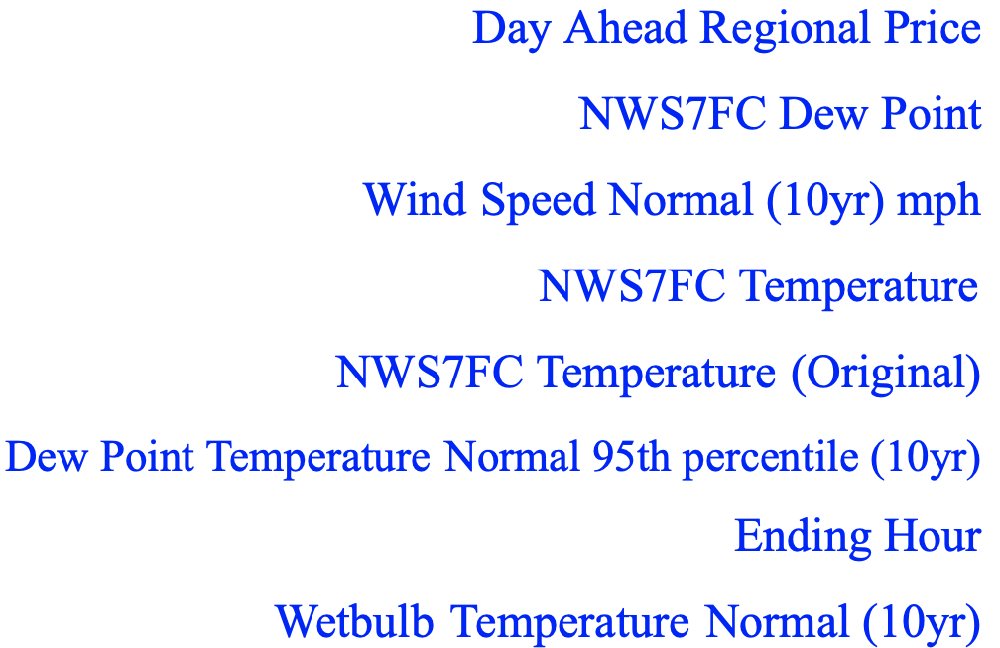 Day Ahead Regional Price
NWS7FC Dew Point
Wind Speed Normal (10yr) mph
NWS7FC Temperature
NWS7FC Temperature (Original)
Dew Point Temperature Normal 95th percentile (10yr)
Ending Hour
Wetbulb Temperature Normal (10yr)